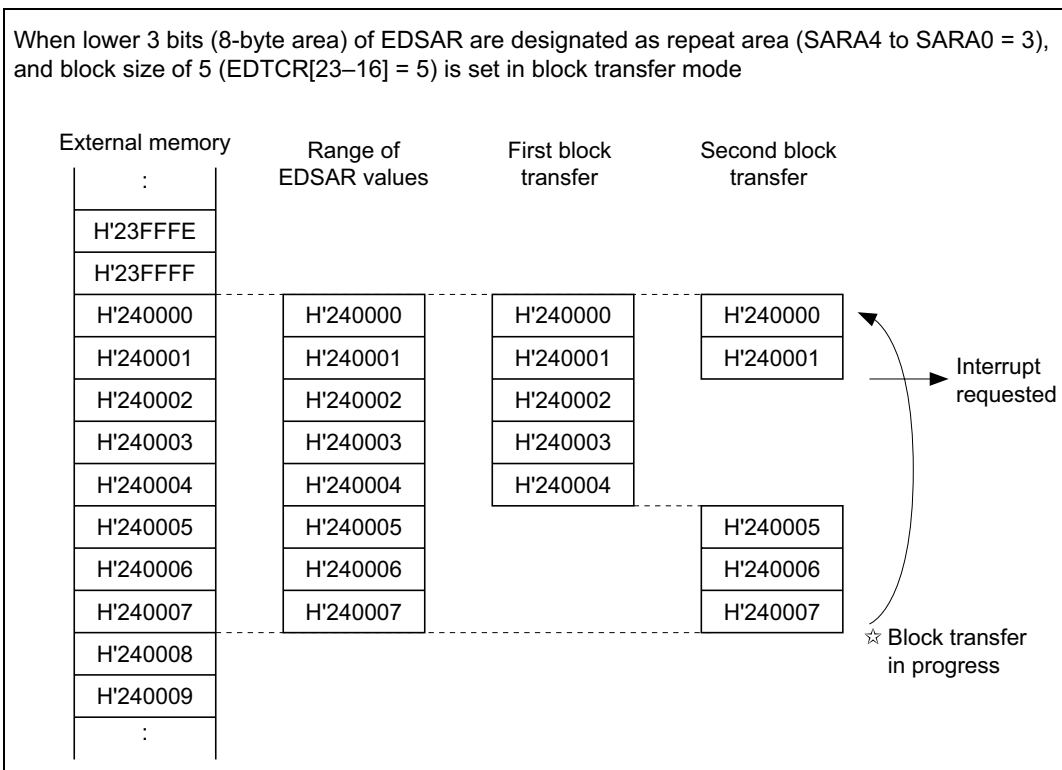 When lower 3 bits (8-byte area) of EDSAR are designated as repeat area (SARA4 to SARA0 = 3),
and block size of 5 (EDTCR[23–16] = 5) is set in block transfer mode
External memory
Range of
EDSAR values
First block
transfer
Second block
transfer
:
H'23FFFE
H'23FFFF
H'240000 H'240000 H'240000 H'240000
H'240001 H'240001 H'240001 H'240001
H'240002 H'240002 H'240002
H'240003 H'240003 H'240003
H'240004 H'240004 H'240004
H'240005 H'240005 H'240005
H'240006 H'240006 H'240006
H'240007 H'240007 H'240007
H'240008
H'240009
:
Interrupt
requested
☆ Block transfer
in progress